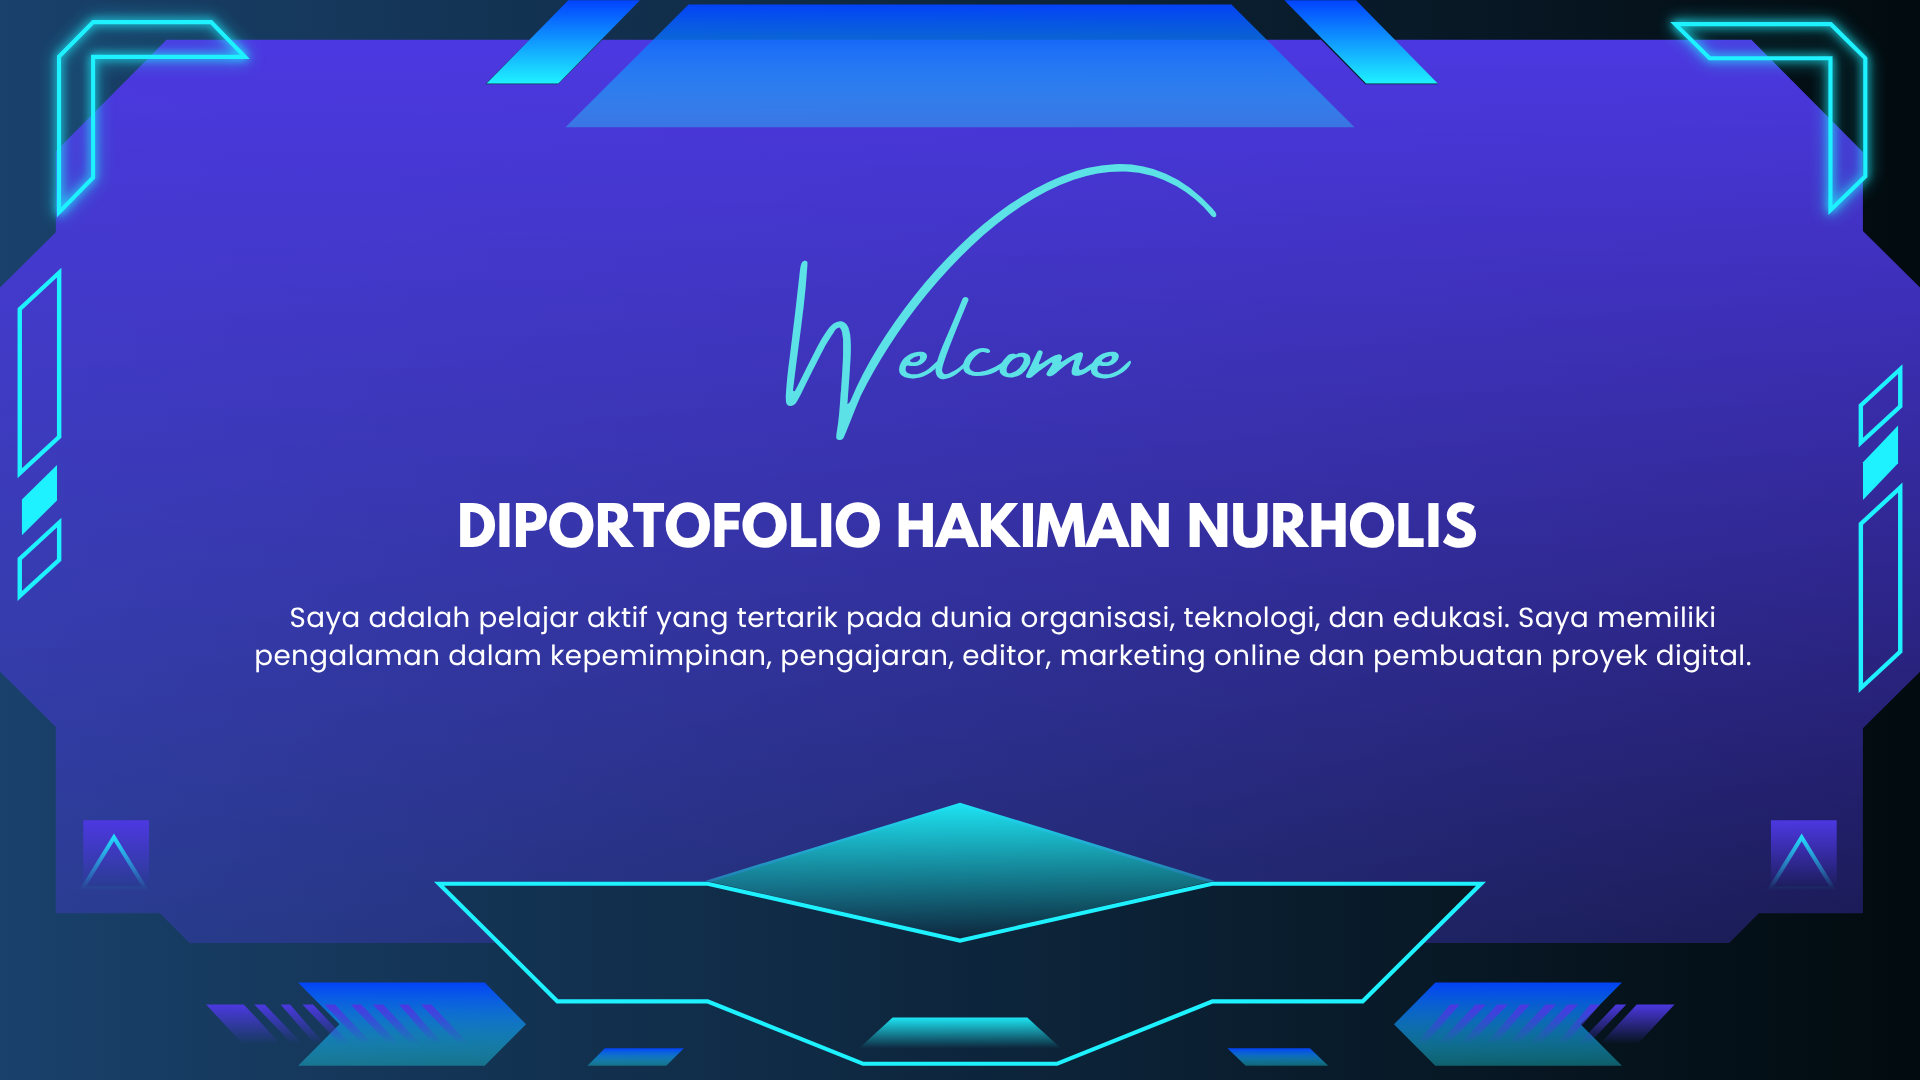 Welcome
DIPORTOFOLIO HAKIMAN NURHOLIS
Saya adalah pelajar aktif yang tertarik pada dunia organisasi, teknologi, dan edukasi. Saya memiliki
pengalaman dalam kepemimpinan, pengajaran, editor, marketing online dan pembuatan proyek digital.